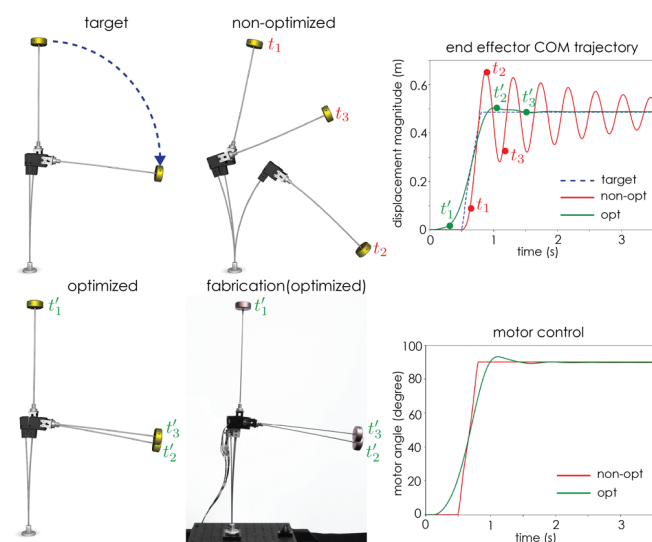 target
t1
t3
t2
non-optimized
end effector COM trajectory
displacement magnitude (m)
0.6
0.4
0.2
0
t2
t'2
t'3
t3
t'1
t1
target
non-opt
opt
0
1
2
3
time (s)
optimized
t'1
t'3
t'2
fabrication(optimized)
t'1
t'3
t'2
motor control
motor angle (degree)
100
80
60
40
20
0
non-opt
opt
0
1
2
3
time (s)